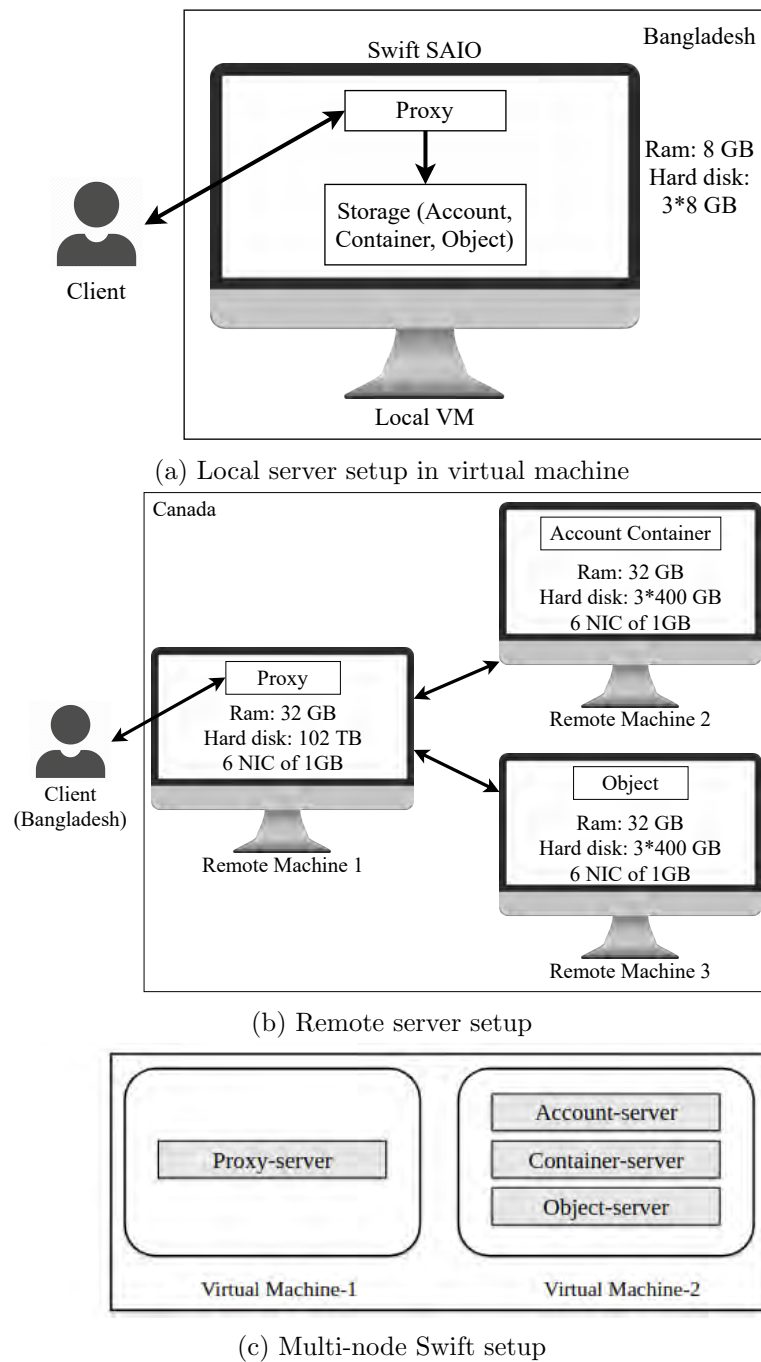 Bangladesh
Swift SAIO
Proxy
Ram: 8 GB
Hard disk:
3*8 GB
Storage (Account,
Container, Object)
Client
Local VM
(a) Local server setup in virtual machine
Canada
Account Container
Ram: 32 GB
Hard disk: 3*400 GB
6 NIC of 1GB
Remote Machine 2
Proxy
Ram: 32 GB
Hard disk: 102 TB
6 NIC of 1GB
Remote Machine 1
Client
(Bangladesh)
Object
Ram: 32 GB
Hard disk: 3*400 GB
6 NIC of 1GB
Remote Machine 3
(b) Remote server setup
Proxy-server
Virtual Machine-1
Account-server
Container-server
Object-server
Virtual Machine-2
(c) Multi-node Swift setup